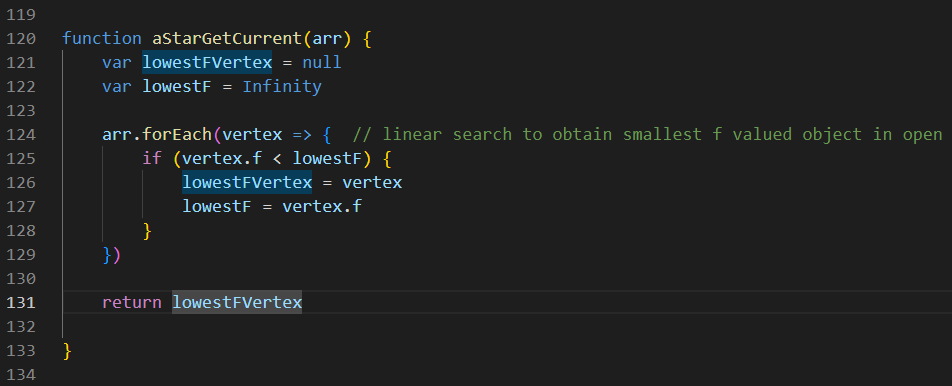 119
120 function aStarGetCurrent(arr) {
121     var lowestFVertex = null
122     var lowestF = Infinity
123
124     arr.forEach(vertex => {  // linear search to obtain smallest f valued object in open
125         if (vertex.f < lowestF) {
126             lowestFVertex = vertex
127             lowestF = vertex.f
128         }
129     })
130
131     return lowestFVertex
132
133 }
134